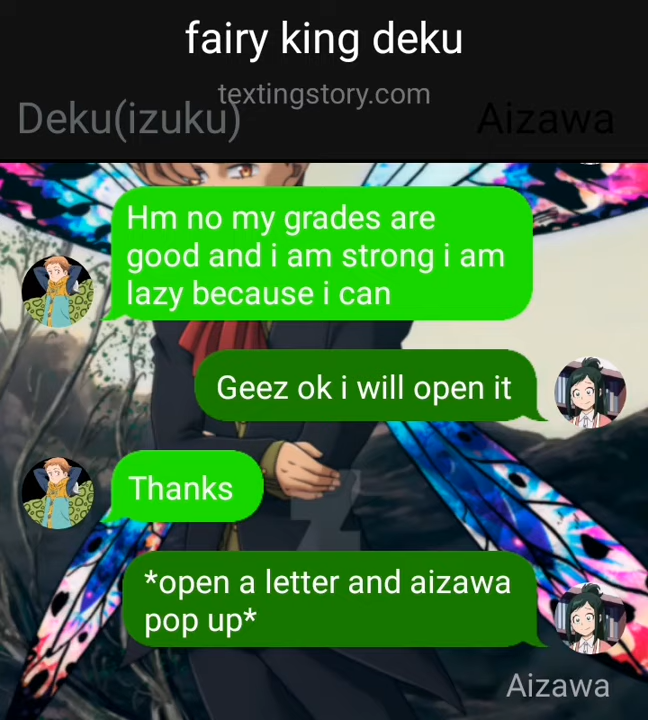 fairy king deku
textingstory.com
Deku(izuku)
Aizawa
Hm no my grades are
good and i am strong i am
lazy because i can
Geez ok i will open it
Thanks
*open a letter and aizawa
pop up*
Aizawa